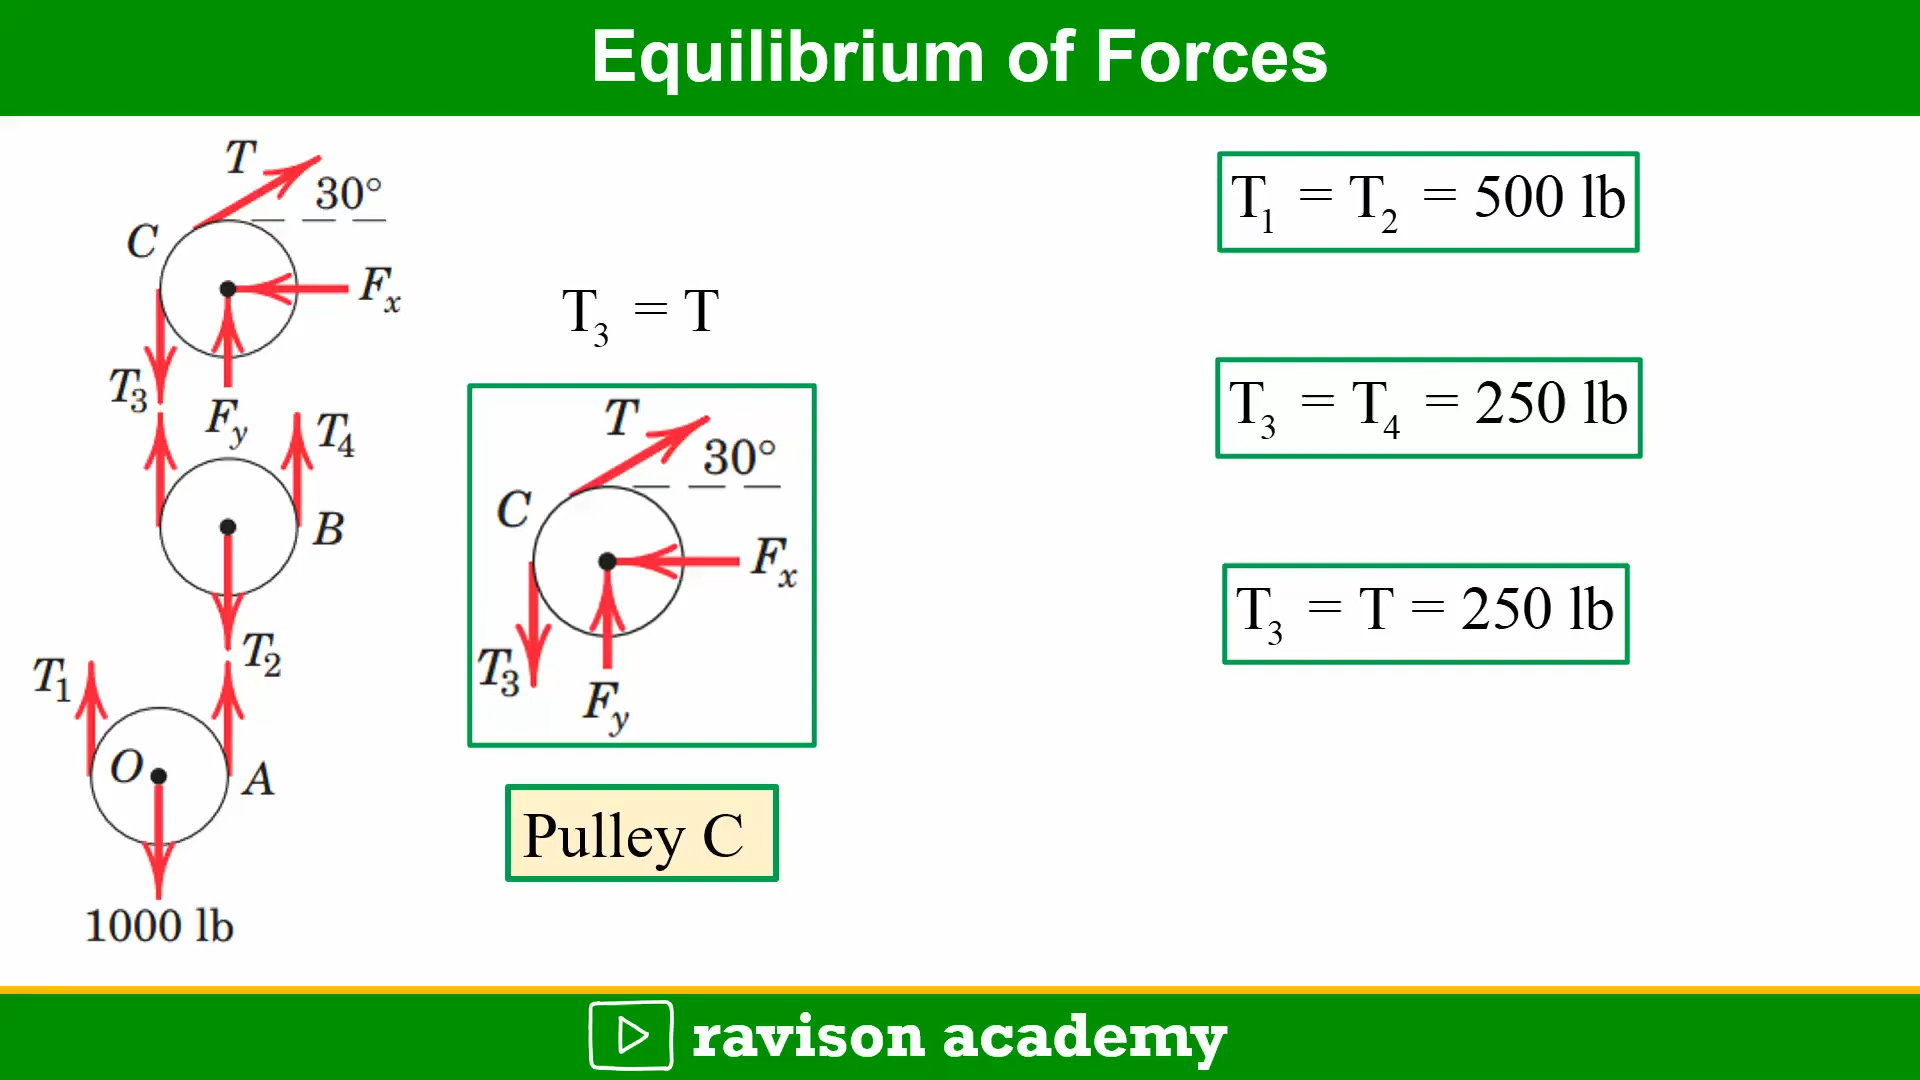 Equilibrium of Forces
T
30°
C
Fx
T3
Fy
T4
B
T2
T1
O
A
1000 lb
T3 = T
T
30°
C
Fx
T3
Fy
Pulley C
T1 = T2 = 500 lb
T3 = T4 = 250 lb
T3 = T = 250 lb
ravison academy